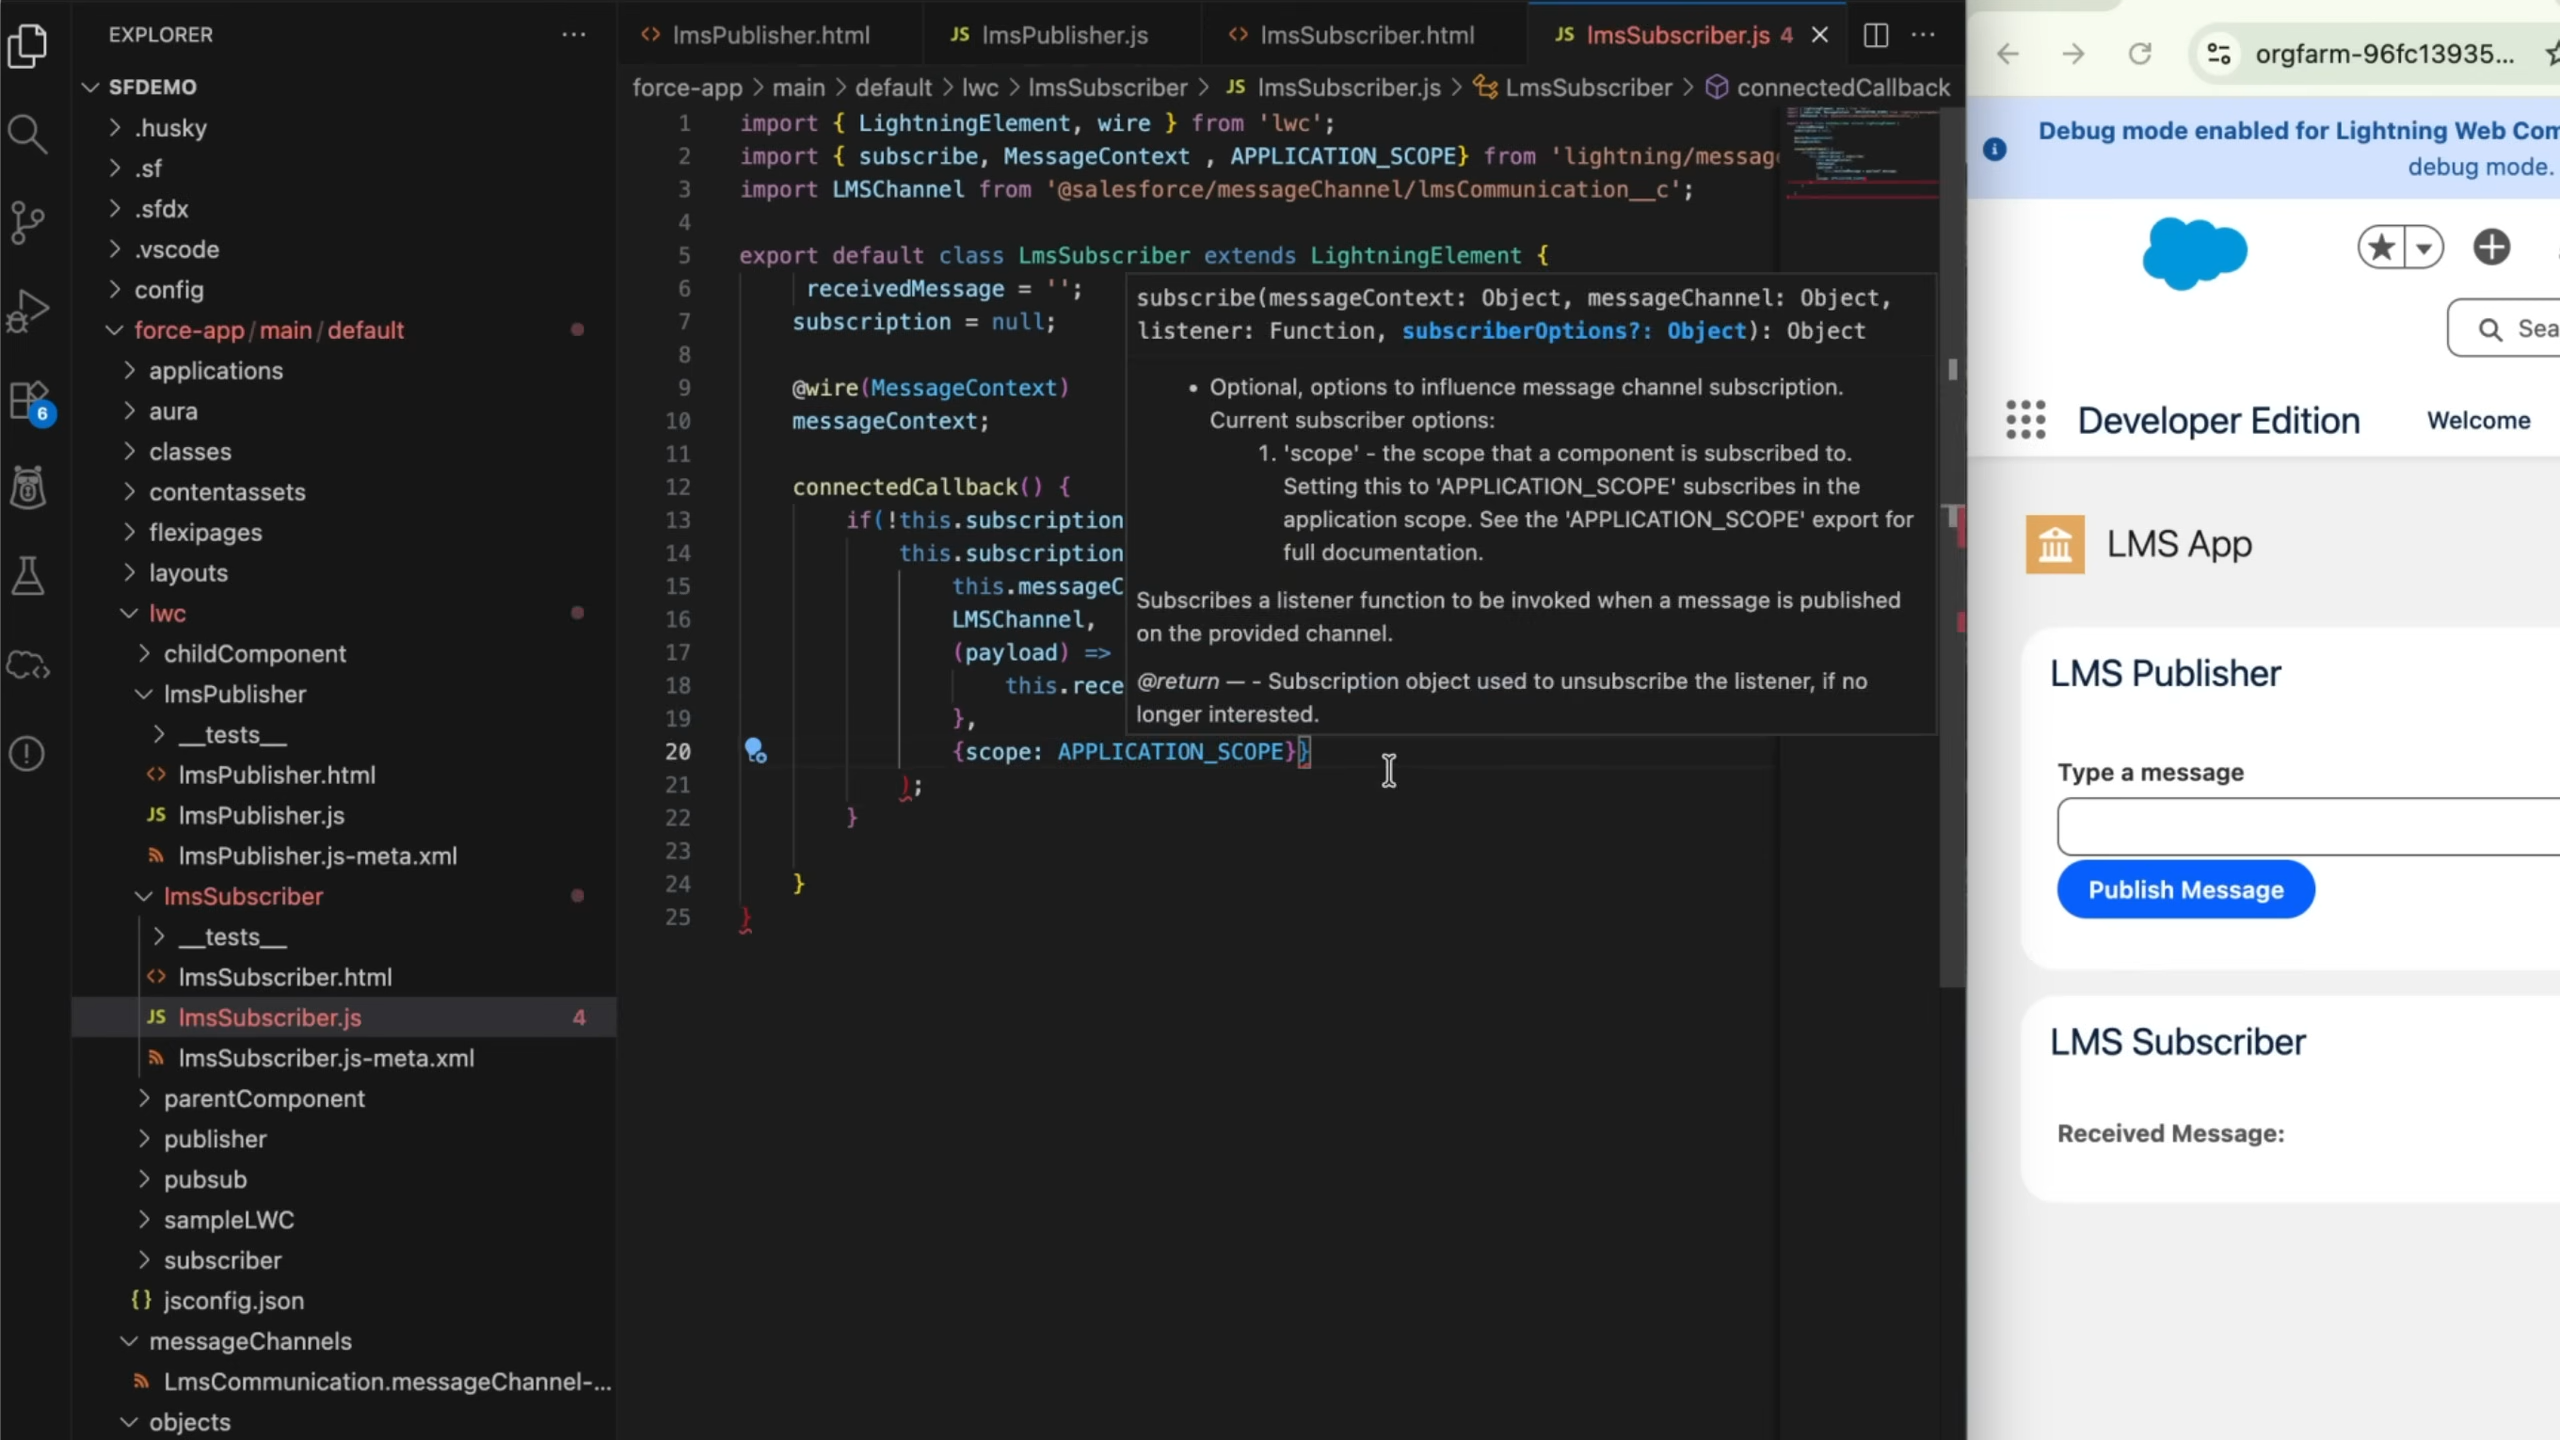 EXPLORER
SFDEMO
.husky
.sf
.sfdx
.vscode
config
force-app/main/default
applications
aura
classes
contentassets
flexipages
layouts
lwc
childComponent
lmsPublisher
__tests__
lmsPublisher.html
JS lmsPublisher.js
lmsPublisher.js-meta.xml
lmsSubscriber
__tests__
lmsSubscriber.html
JS lmsSubscriber.js 4
lmsSubscriber.js-meta.xml
parentComponent
publisher
pubsub
sampleLWC
subscriber
{} jsconfig.json
messageChannels
LmsCommunication.messageChannel-...
objects
6
lmsPublisher.html
JS lmsPublisher.js
lmsSubscriber.html
JS lmsSubscriber.js 4
force-app > main > default > lwc > lmsSubscriber > JS lmsSubscriber.js > LmsSubscriber > connectedCallback
1 import { LightningElement, wire } from 'lwc';
2 import { subscribe, MessageContext , APPLICATION_SCOPE} from 'lightning/messag
3 import LMSChannel from '@salesforce/messageChannel/lmsCommunication__c';
4
5 export default class LmsSubscriber extends LightningElement {
6 receivedMessage = '';
7 subscription = null;
8
9 @wire(MessageContext)
10 messageContext;
11
12 connectedCallback() {
13 if(!this.subscription
14 this.subscription
15 this.messageC
16 LMSChannel,
17 (payload) =>
18 this.rece
19 },
20 {scope: APPLICATION_SCOPE}}
21 );
22 }
23
24 }
25 }
subscribe(messageContext: Object, messageChannel: Object,
listener: Function, subscriberOptions?: Object): Object
• Optional, options to influence message channel subscription.
Current subscriber options:
1. 'scope' - the scope that a component is subscribed to.
Setting this to 'APPLICATION_SCOPE' subscribes in the
application scope. See the 'APPLICATION_SCOPE' export for
full documentation.
Subscribes a listener function to be invoked when a message is published
on the provided channel.
@return — - Subscription object used to unsubscribe the listener, if no
longer interested.
orgfarm-96fc13935...
Debug mode enabled for Lightning Web Com
debug mode.
Sea
Developer Edition
Welcome
LMS App
LMS Publisher
Type a message
Publish Message
LMS Subscriber
Received Message: